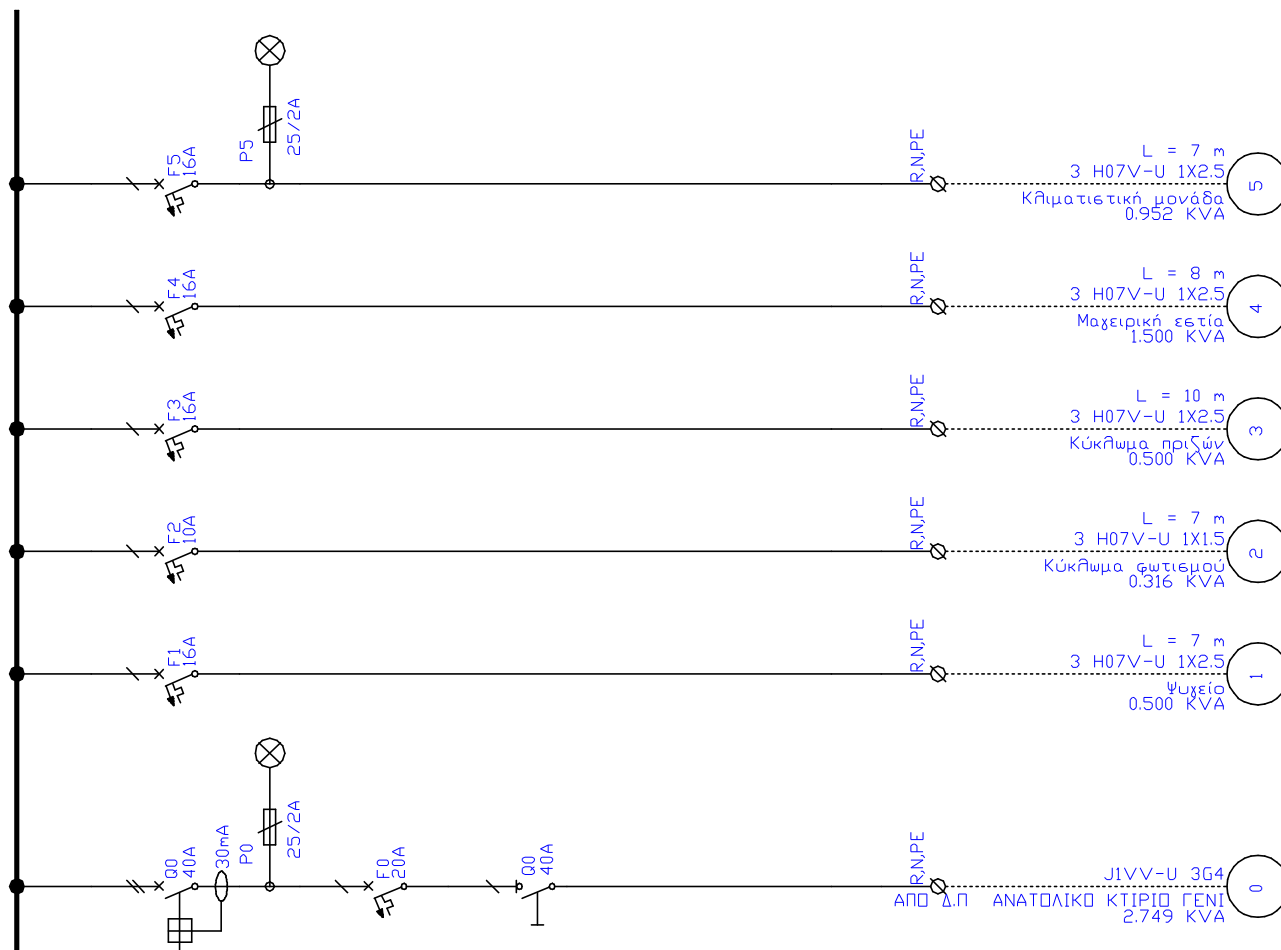 P5
25/2A
F5
16A
R,N,PE
L = 7 m
3 H07V-U 1X2.5
Κλιματιστική μονάδα
0.952 KVA
5
F4
16A
R,N,PE
L = 8 m
3 H07V-U 1X2.5
Μαγειρική εστία
1.500 KVA
4
F3
16A
R,N,PE
L = 10 m
3 H07V-U 1X2.5
Κύκλωμα πριζών
0.500 KVA
3
F2
10A
R,N,PE
L = 7 m
3 H07V-U 1X1.5
Κύκλωμα φωτισμού
0.316 KVA
2
F1
16A
R,N,PE
L = 7 m
3 H07V-U 1X2.5
Ψυγείο
0.500 KVA
1
Q0
40A
30mA
P0
25/2A
F0
20A
Q0
40A
R,N,PE
J1VV-U 3G4
ΑΠΟ Δ.Π ΑΝΑΤΟΛΙΚΟ ΚΤΙΡΙΟ ΓΕΝΙ
2.749 KVA
0